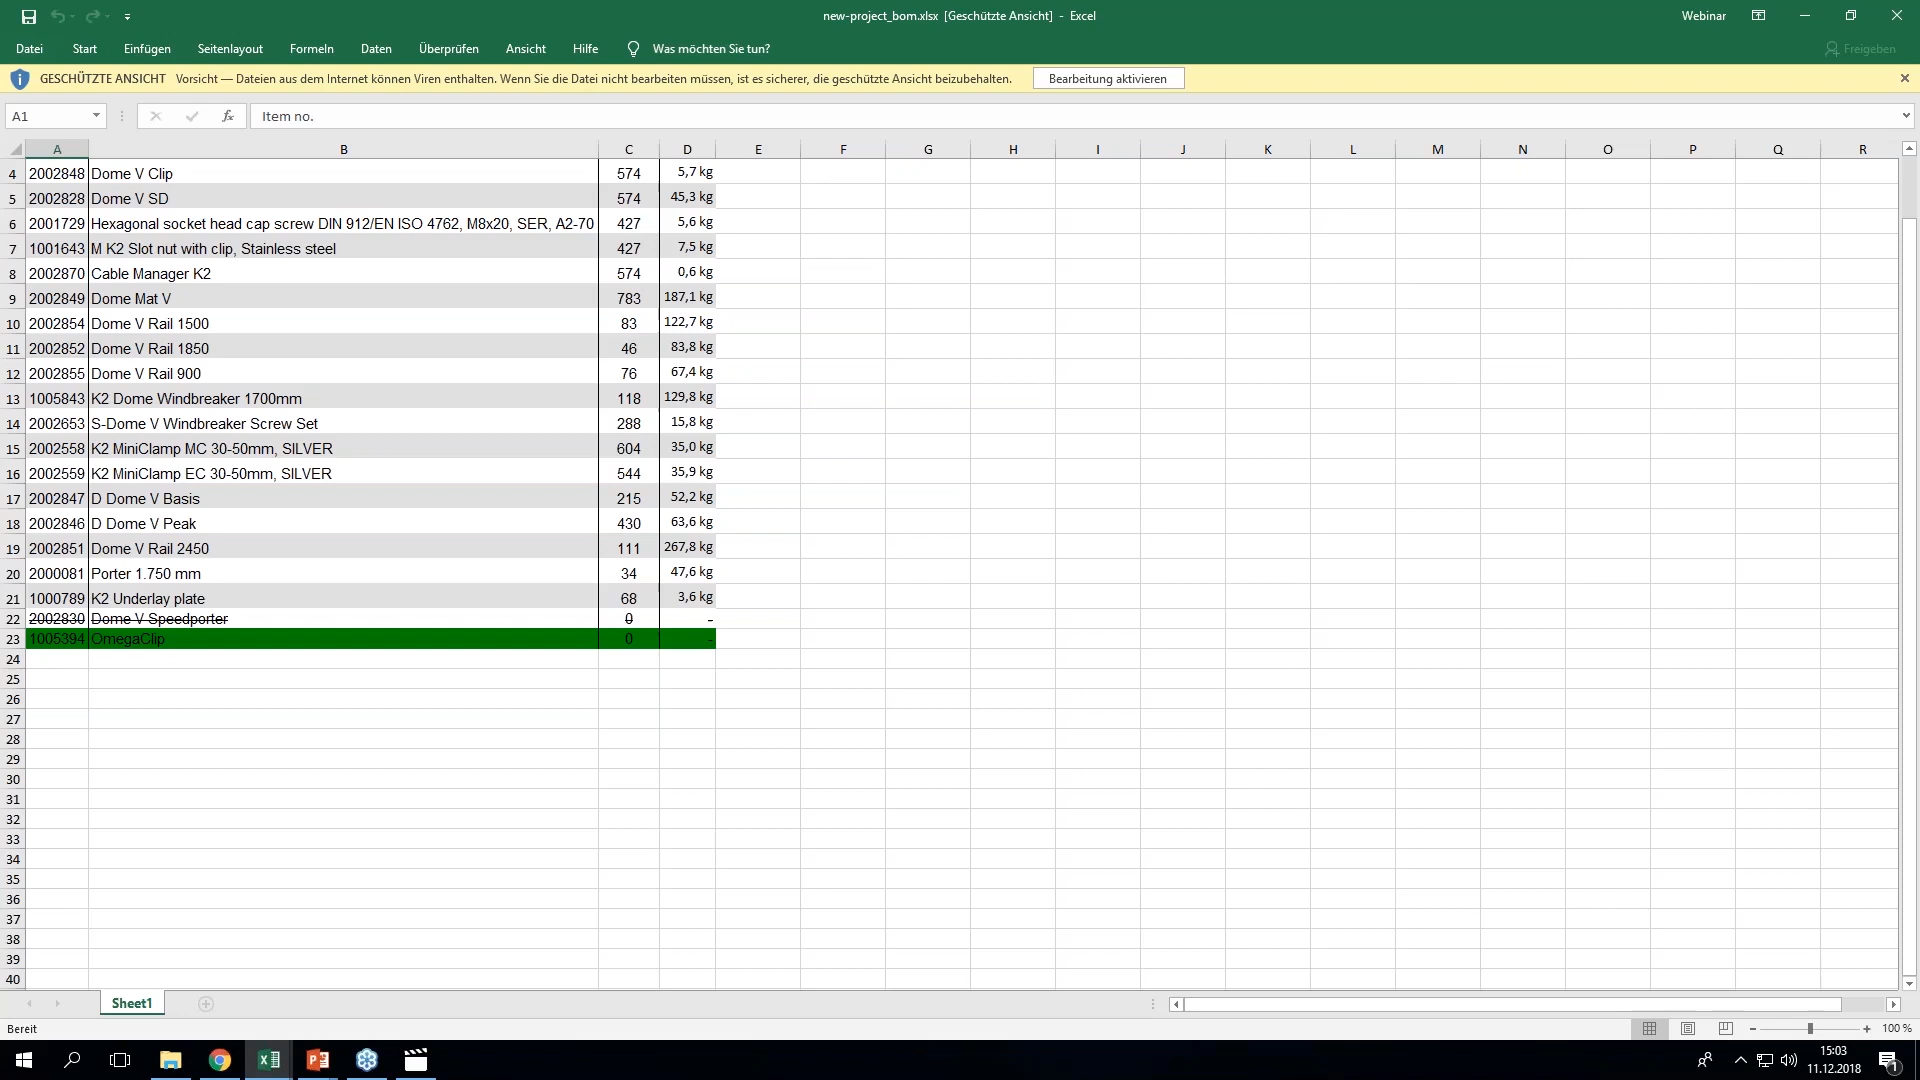 new-project_bom.xlsx [Geschützte Ansicht] - Excel
Webinar
Datei Start Einfügen Seitenlayout Formeln Daten Überprüfen Ansicht Hilfe Was möchten Sie tun? Freigeben
GESCHÜTZTE ANSICHT Vorsicht — Dateien aus dem Internet können Viren enthalten. Wenn Sie die Datei nicht bearbeiten müssen, ist es sicherer, die geschützte Ansicht beizubehalten. Bearbeitung aktivieren
A1 fx Item no.
A B C D E F G H I J K L M N O P Q R
4 2002848 Dome V Clip 574 5,7 kg
5 2002828 Dome V SD 574 45,3 kg
6 2001729 Hexagonal socket head cap screw DIN 912/EN ISO 4762, M8x20, SER, A2-70 427 5,6 kg
7 1001643 M K2 Slot nut with clip, Stainless steel 427 7,5 kg
8 2002870 Cable Manager K2 574 0,6 kg
9 2002849 Dome Mat V 783 187,1 kg
10 2002854 Dome V Rail 1500 83 122,7 kg
11 2002852 Dome V Rail 1850 46 83,8 kg
12 2002855 Dome V Rail 900 76 67,4 kg
13 1005843 K2 Dome Windbreaker 1700mm 118 129,8 kg
14 2002653 S-Dome V Windbreaker Screw Set 288 15,8 kg
15 2002558 K2 MiniClamp MC 30-50mm, SILVER 604 35,0 kg
16 2002559 K2 MiniClamp EC 30-50mm, SILVER 544 35,9 kg
17 2002847 D Dome V Basis 215 52,2 kg
18 2002846 D Dome V Peak 430 63,6 kg
19 2002851 Dome V Rail 2450 111 267,8 kg
20 2000081 Porter 1.750 mm 34 47,6 kg
21 1000789 K2 Underlay plate 68 3,6 kg
22 2002830 Dome V Speedporter 0 -
23 1005394 OmegaClip 0 -
24
25
26
27
28
29
30
31
32
33
34
35
36
37
38
39
40
Sheet1
Bereit
100 %
15:03
11.12.2018
1